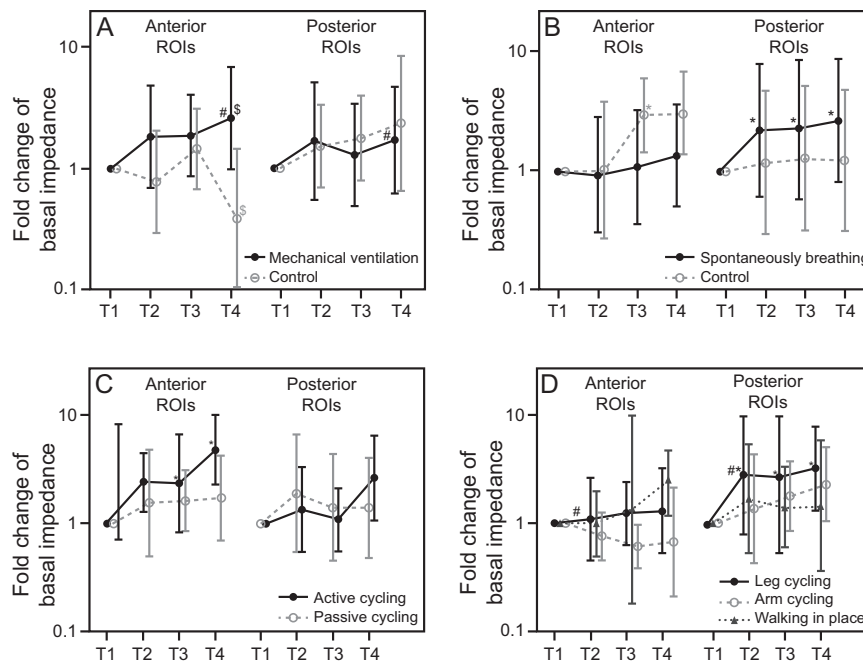 A
Anterior ROIs
Posterior ROIs
Fold change of basal impedance
10
1
0.1
#
$
$
#
Mechanical ventilation
Control
T1 T2 T3 T4 T1 T2 T3 T4
B
Anterior ROIs
Posterior ROIs
Fold change of basal impedance
10
1
0.1
*
*
*
*
Spontaneously breathing
Control
T1 T2 T3 T4 T1 T2 T3 T4
C
Anterior ROIs
Posterior ROIs
Fold change of basal impedance
10
1
0.1
*
*
Active cycling
Passive cycling
T1 T2 T3 T4 T1 T2 T3 T4
D
Anterior ROIs
Posterior ROIs
Fold change of basal impedance
10
1
0.1
#
#*
*
*
Leg cycling
Arm cycling
Walking in place
T1 T2 T3 T4 T1 T2 T3 T4